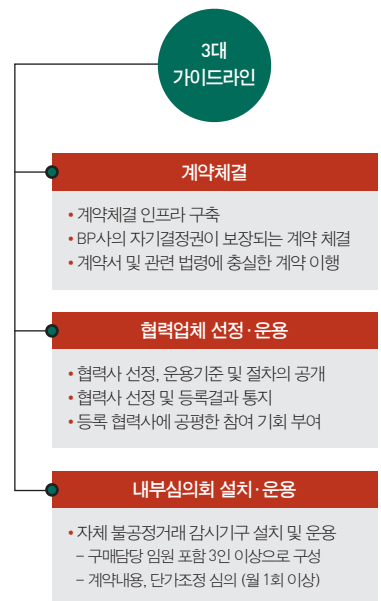 3대
가이드라인
계약체결
• 계약체결 인프라 구축
• BP사의 자기결정권이 보장되는 계약 체결
• 계약서 및 관련 법령에 충실한 계약 이행
협력업체 선정·운용
• 협력사 선정, 운용기준 및 절차의 공개
• 협력사 선정 및 등록결과 통지
• 등록 협력사에 공평한 참여 기회 부여
내부심의회 설치·운용
• 자체 불공정거래 감시기구 설치 및 운용
– 구매담당 임원 포함 3인 이상으로 구성
– 계약내용, 단가조정 심의 (월 1회 이상)